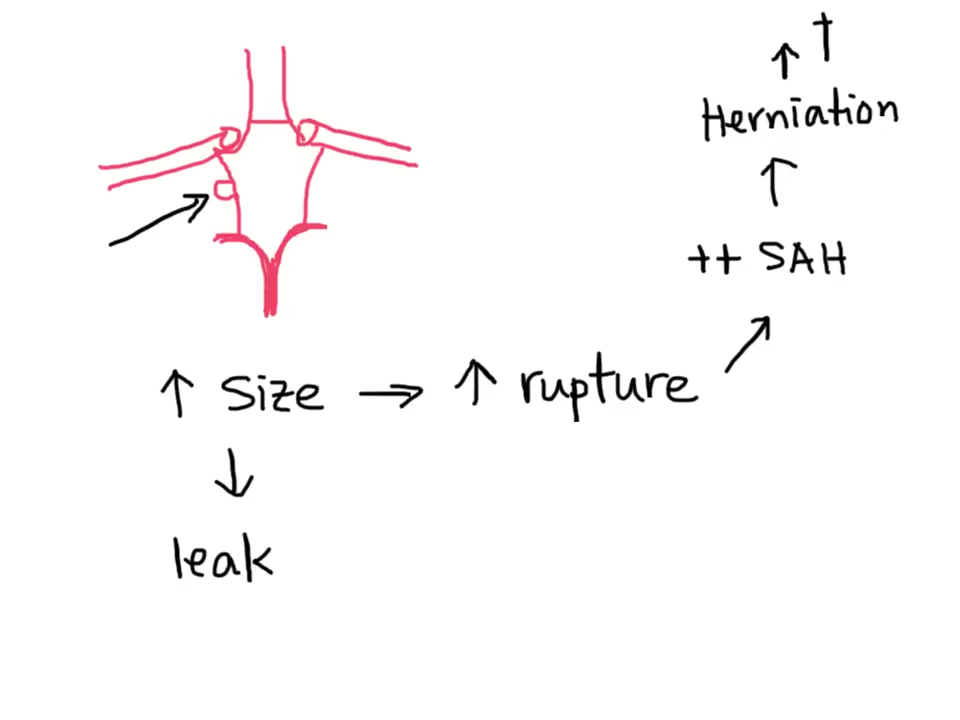 ↑ †
Herniation
↑
++ SAH
↑ Size → ↑ rupture ↗
↓
leak